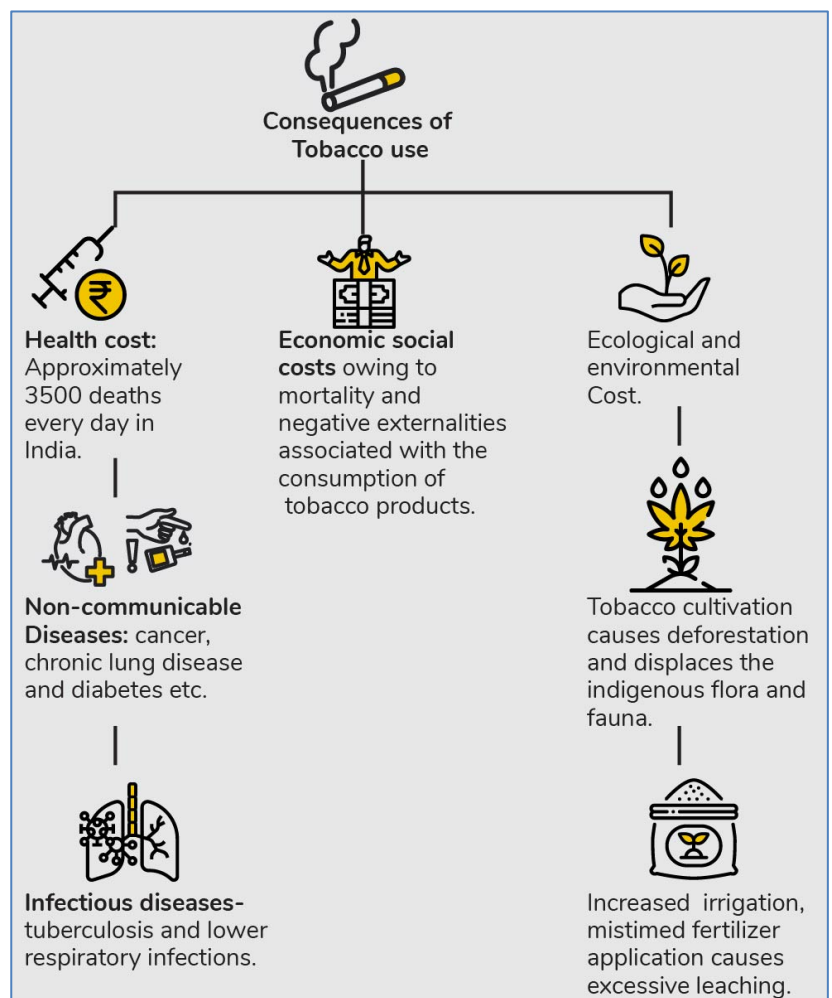 Consequences of
Tobacco use
Health cost:
Approximately
3500 deaths
every day in
India.
Non-communicable
Diseases: cancer,
chronic lung disease
and diabetes etc.
Infectious diseases-
tuberculosis and lower
respiratory infections.
Economic social
costs owing to
mortality and
negative externalities
associated with the
consumption of
tobacco products.
Ecological and
environmental
Cost.
Tobacco cultivation
causes deforestation
and displaces the
indigenous flora and
fauna.
Increased irrigation,
mistimed fertilizer
application causes
excessive leaching.